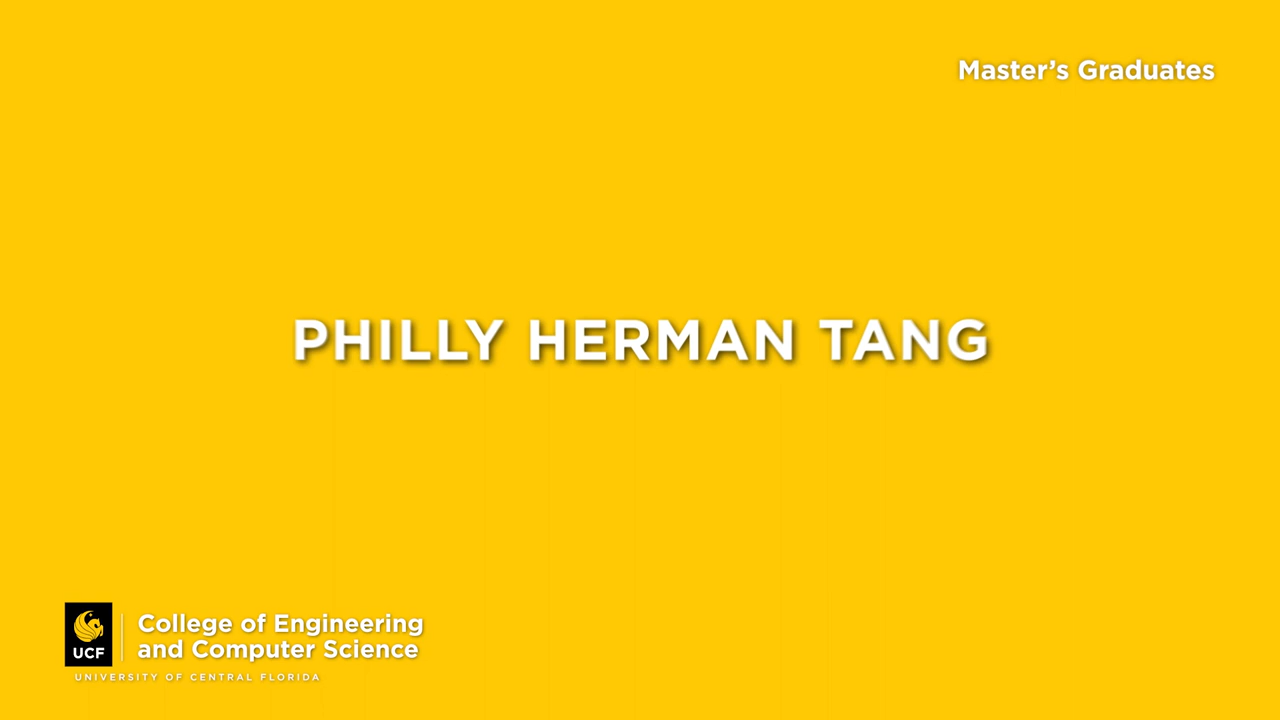 Master's Graduates
PHILLY HERMAN TANG
UCF
College of Engineering
and Computer Science
UNIVERSITY OF CENTRAL FLORIDA